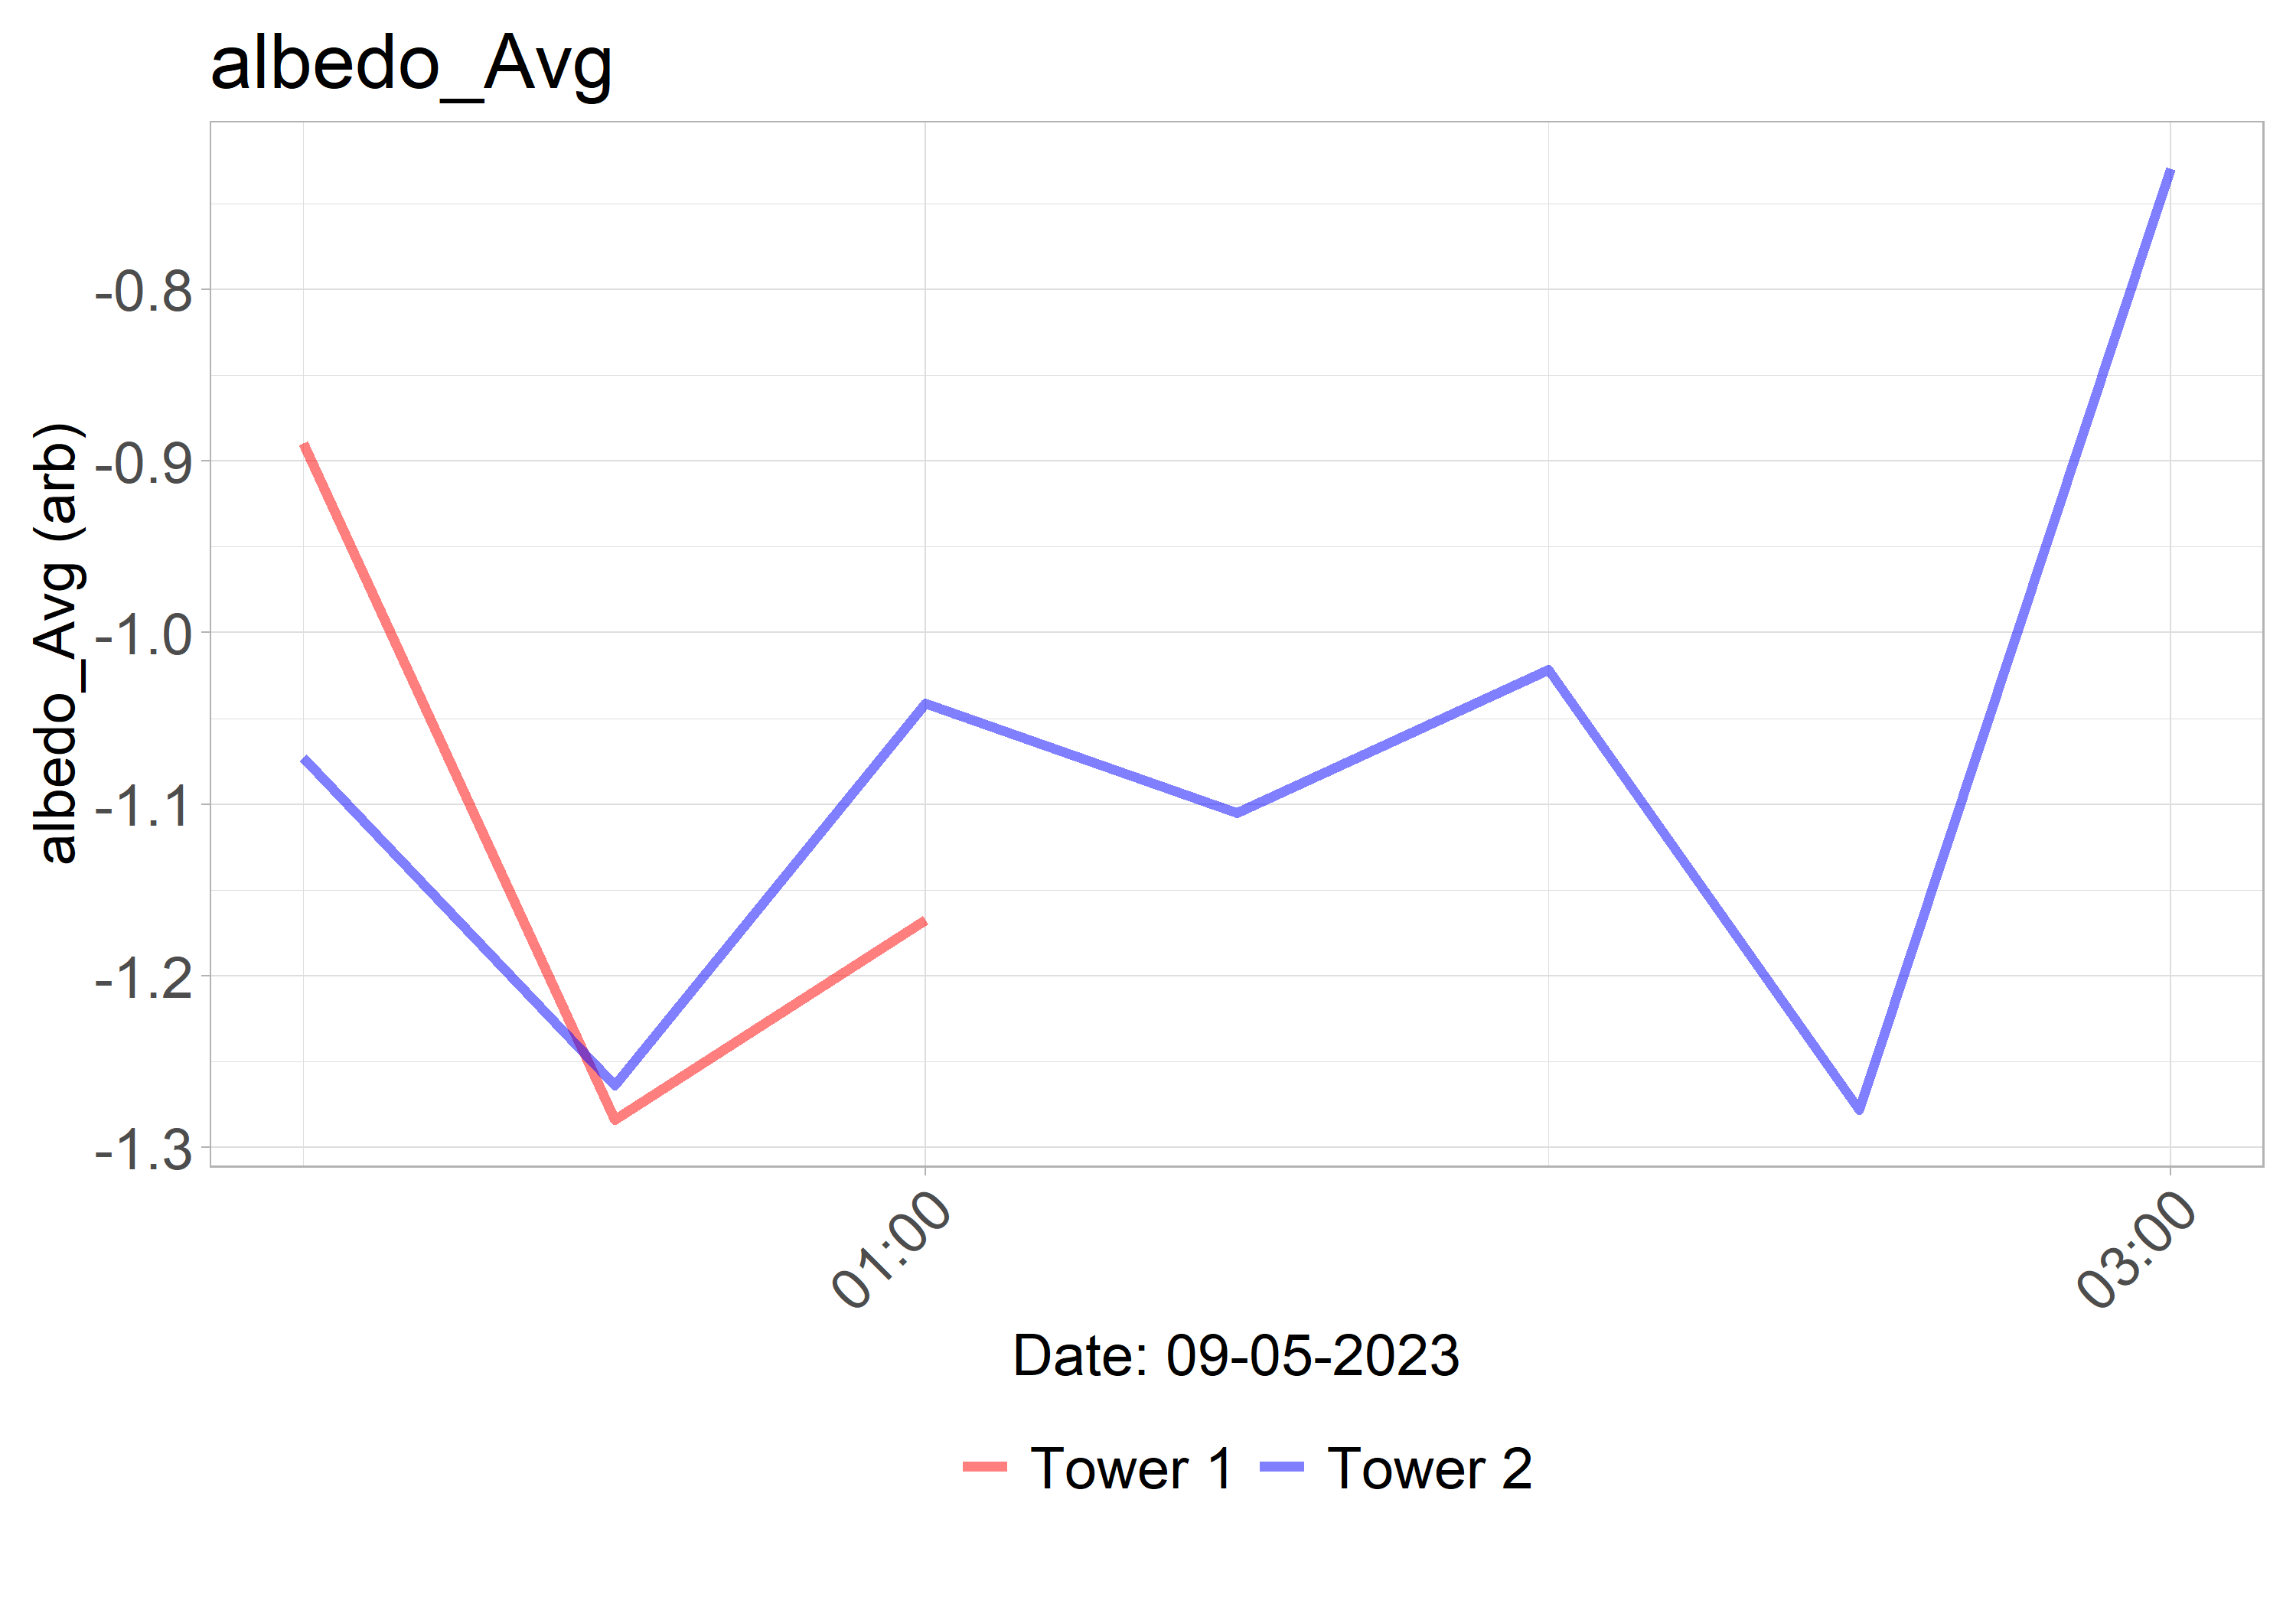 albedo_Avg
albedo_Avg (arb)
-0.8
-0.9
-1.0
-1.1
-1.2
-1.3
01:00
03:00
Date: 09-05-2023
Tower 1
Tower 2